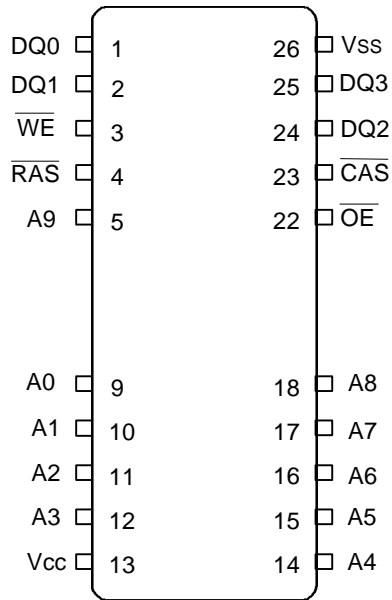 DQ0 1 26 Vss
DQ1 2 25 DQ3
WE 3 24 DQ2
RAS 4 23 CAS
A9 5 22 OE
A0 9 18 A8
A1 10 17 A7
A2 11 16 A6
A3 12 15 A5
Vcc 13 14 A4